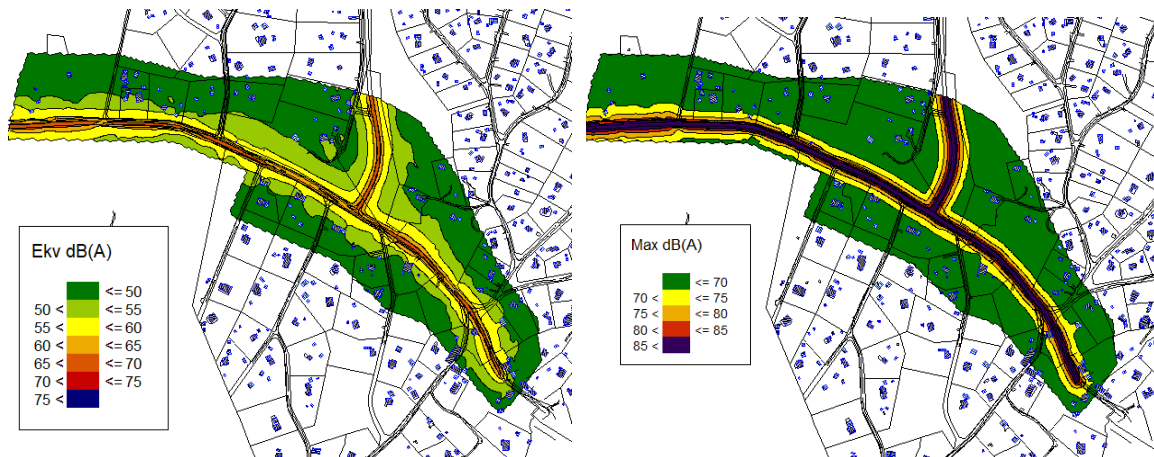 Ekv dB(A)
<= 50
50 < <= 55
55 < <= 60
60 < <= 65
65 < <= 70
70 < <= 75
75 <
Max dB(A)
<= 70
70 < <= 75
75 < <= 80
80 < <= 85
85 <